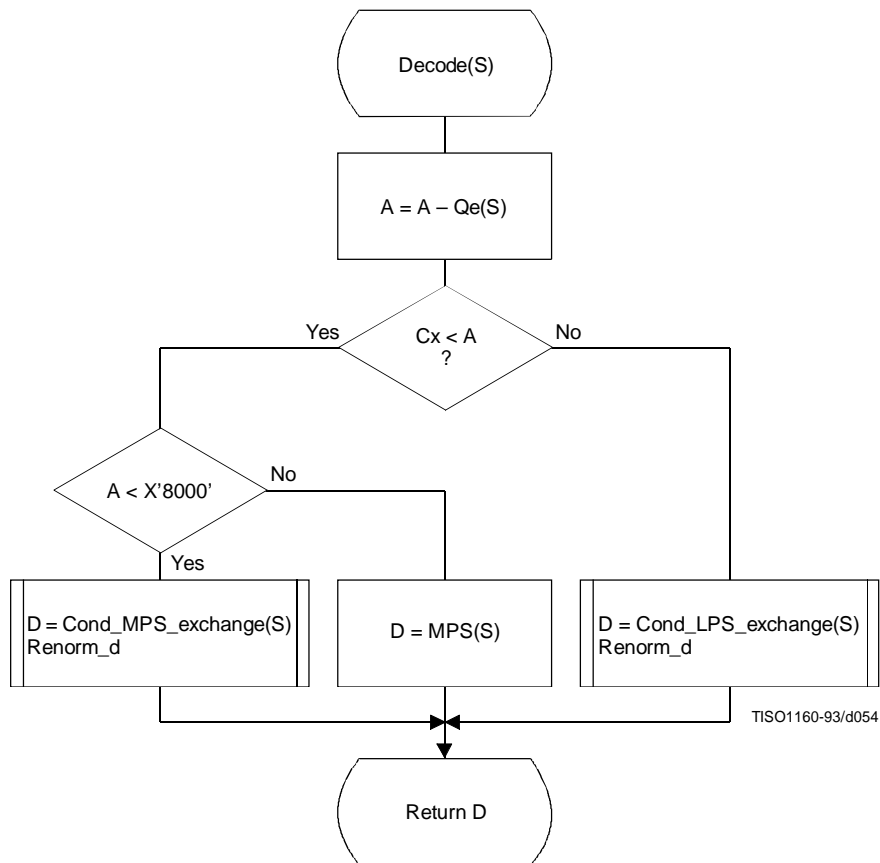 Decode(S)
A = A – Qe(S)
Yes
Cx < A
?
No
A < X’8000’
No
Yes
D = Cond_MPS_exchange(S)
Renorm_d
D = MPS(S)
D = Cond_LPS_exchange(S)
Renorm_d
TISO1160-93/d054
Return D